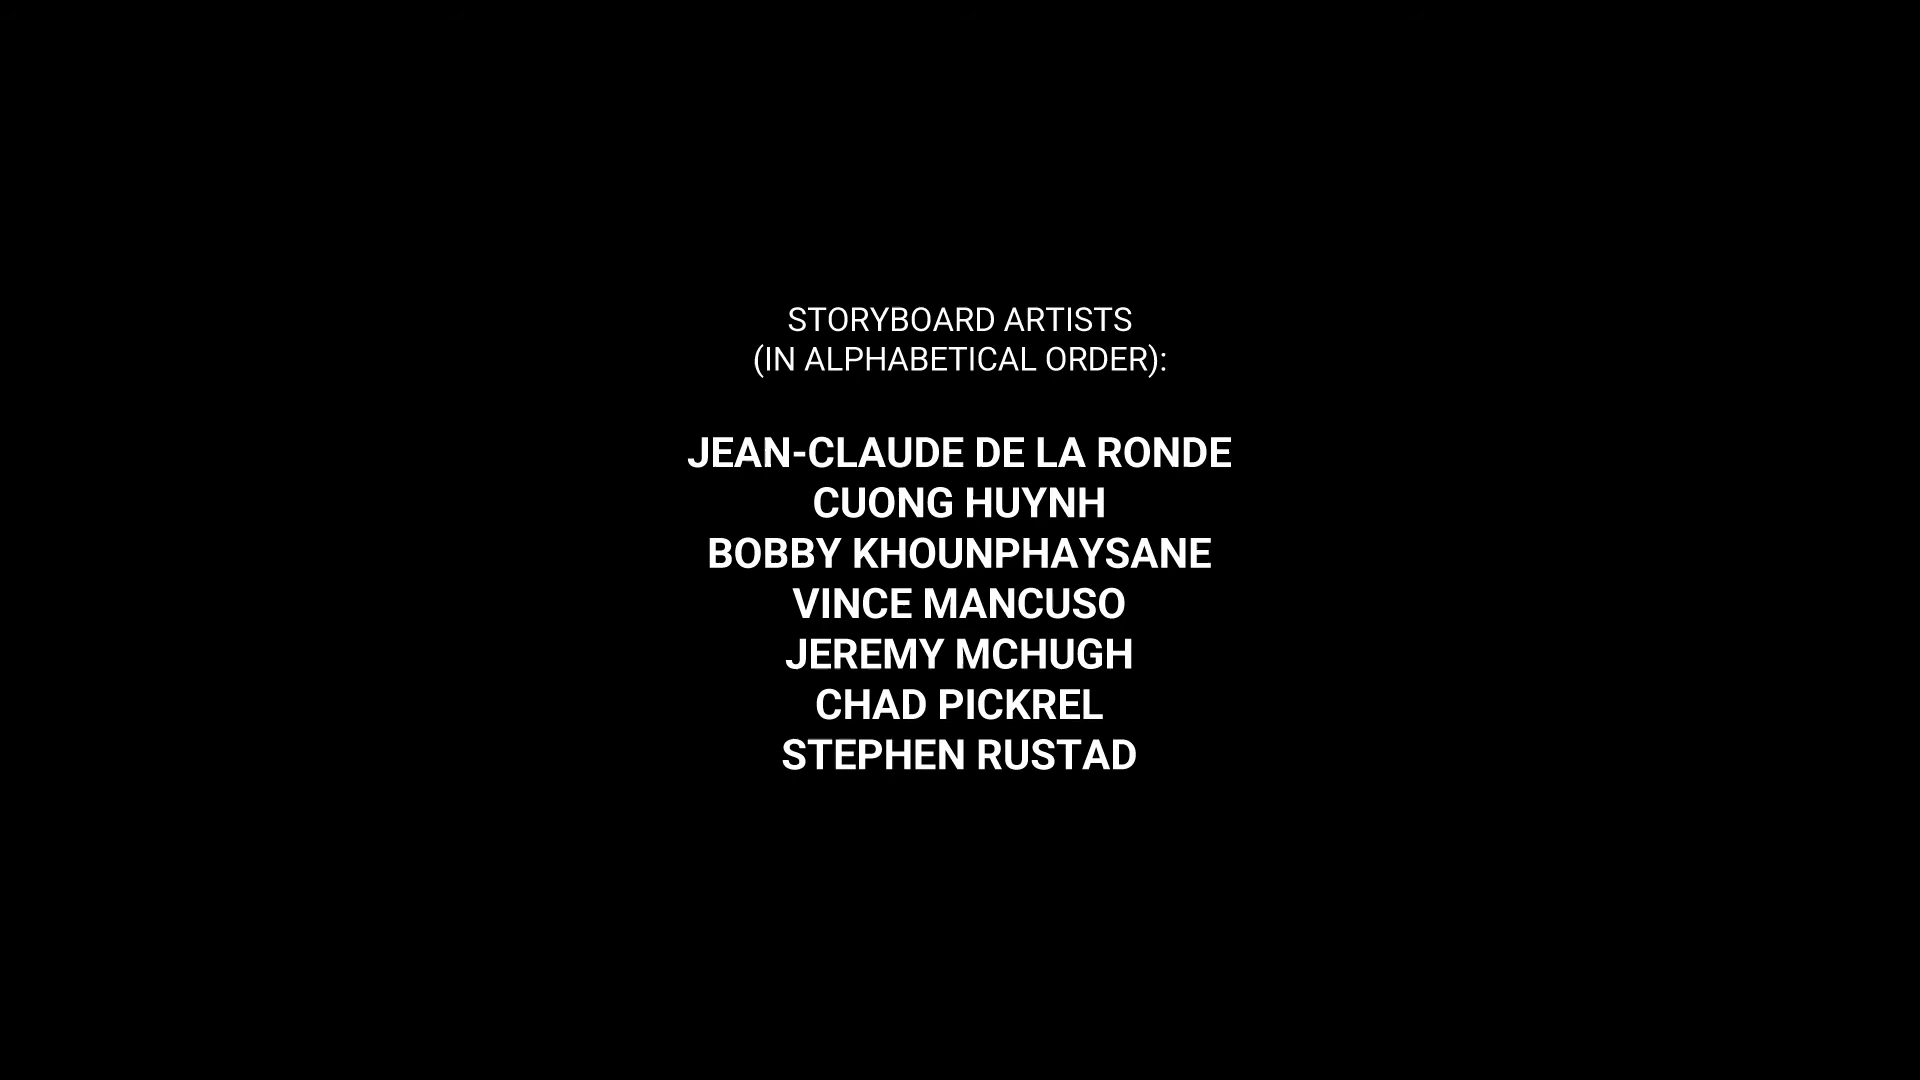 STORYBOARD ARTISTS
(IN ALPHABETICAL ORDER):
JEAN-CLAUDE DE LA RONDE
CUONG HUYNH
BOBBY KHOUNPHAYSANE
VINCE MANCUSO
JEREMY MCHUGH
CHAD PICKREL
STEPHEN RUSTAD